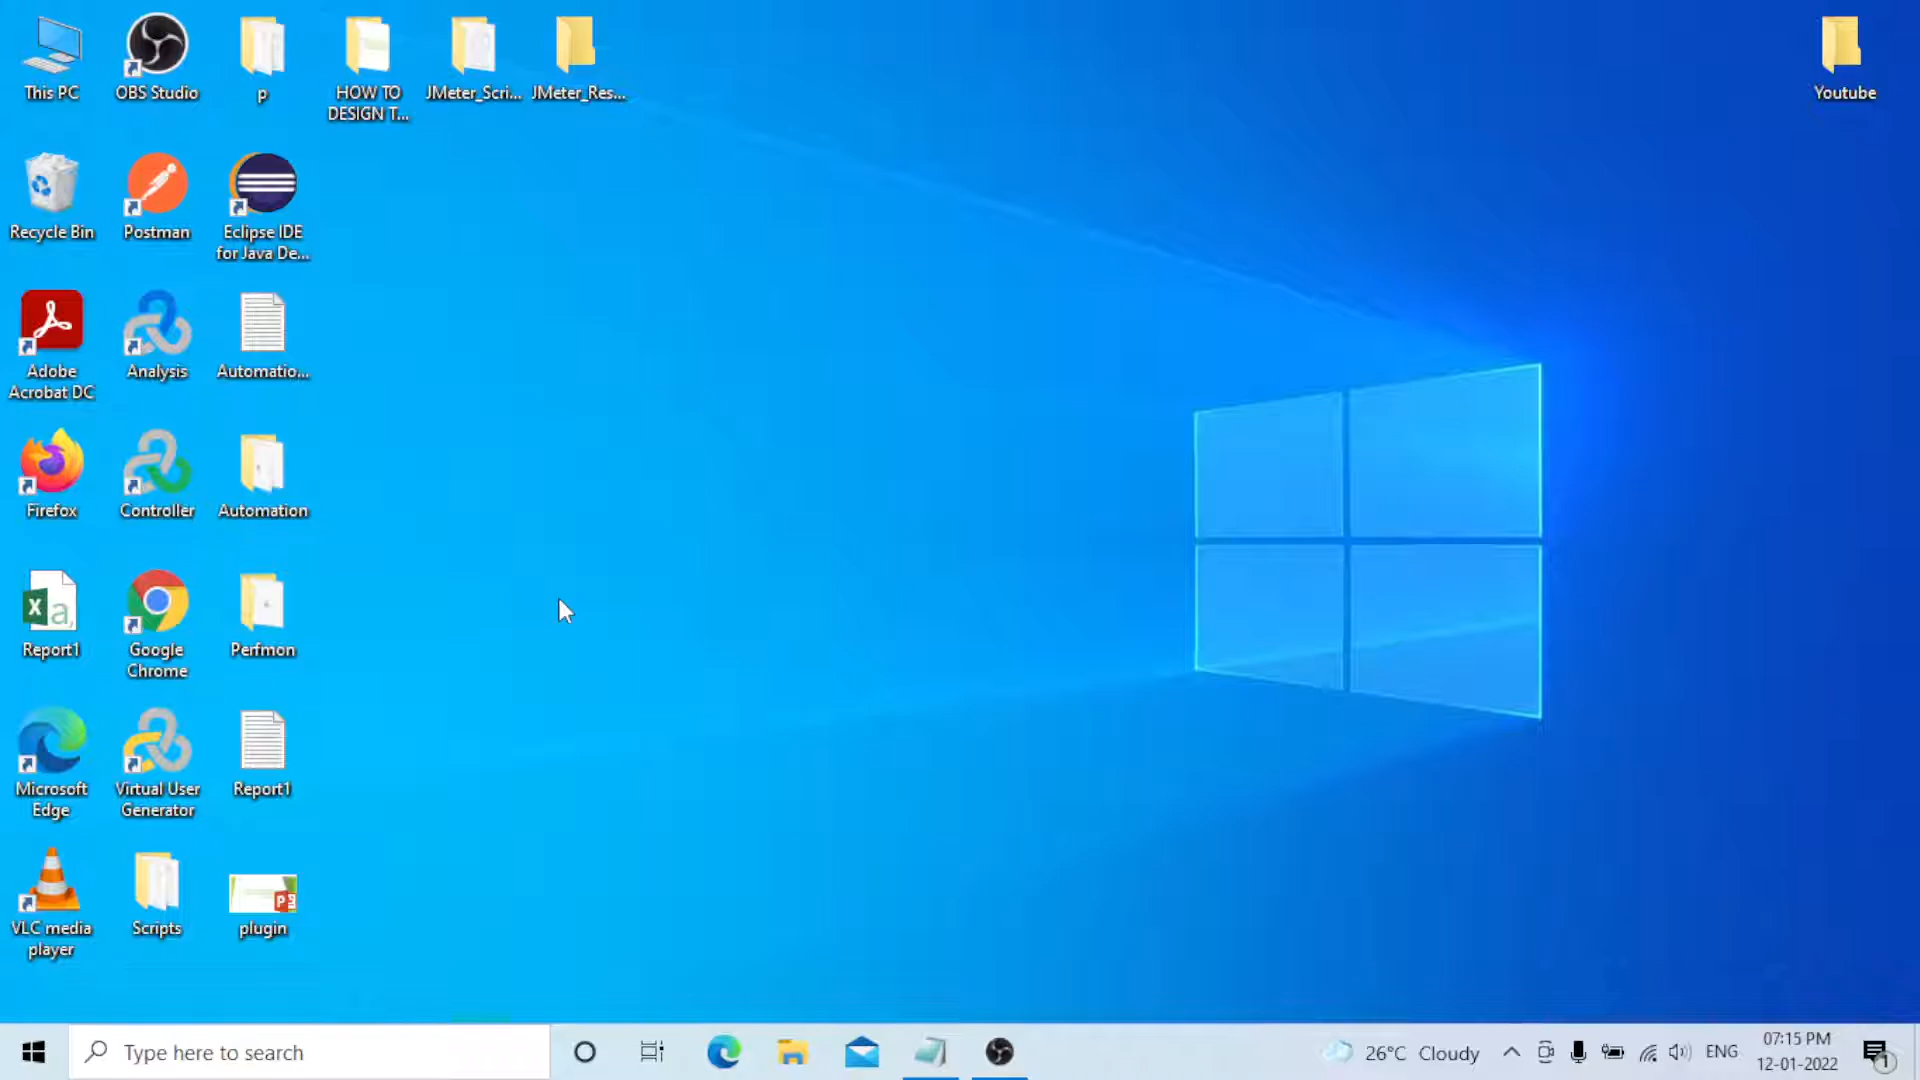 This PC
OBS Studio
p
HOW TO
DESIGN T...
JMeter_Scri...
JMeter_Res...
Youtube
Recycle Bin
Postman
Eclipse IDE
for Java De...
Adobe
Acrobat DC
Analysis
Automatio...
Firefox
Controller
Automation
X a,
Report1
Google
Chrome
Perfmon
Microsoft
Edge
Virtual User
Generator
Report1
VLC media
player
Scripts
P
plugin
Type here to search
26°C Cloudy
ENG
07:15 PM
12-01-2022
1